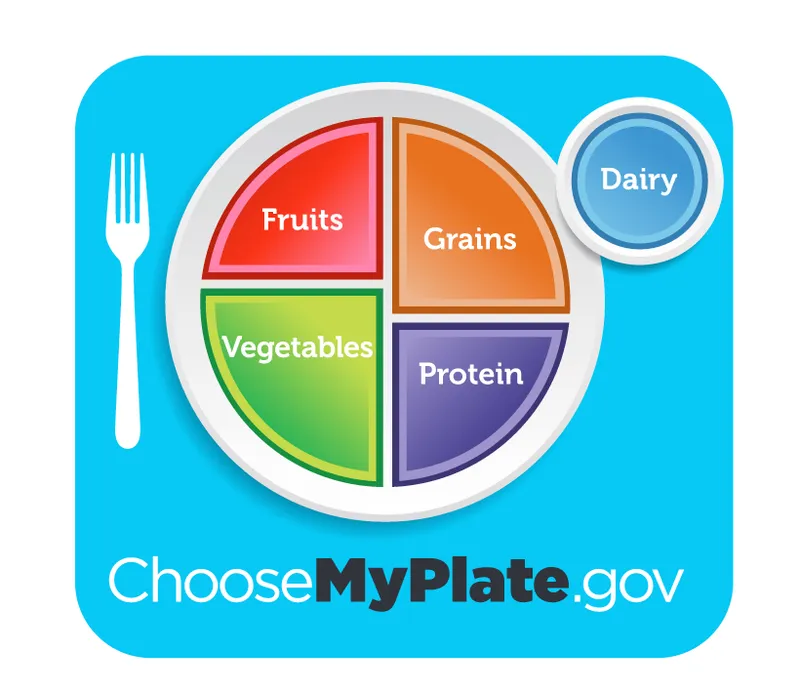 Fruits
Grains
Dairy
Vegetables
Protein
ChooseMyPlate.gov